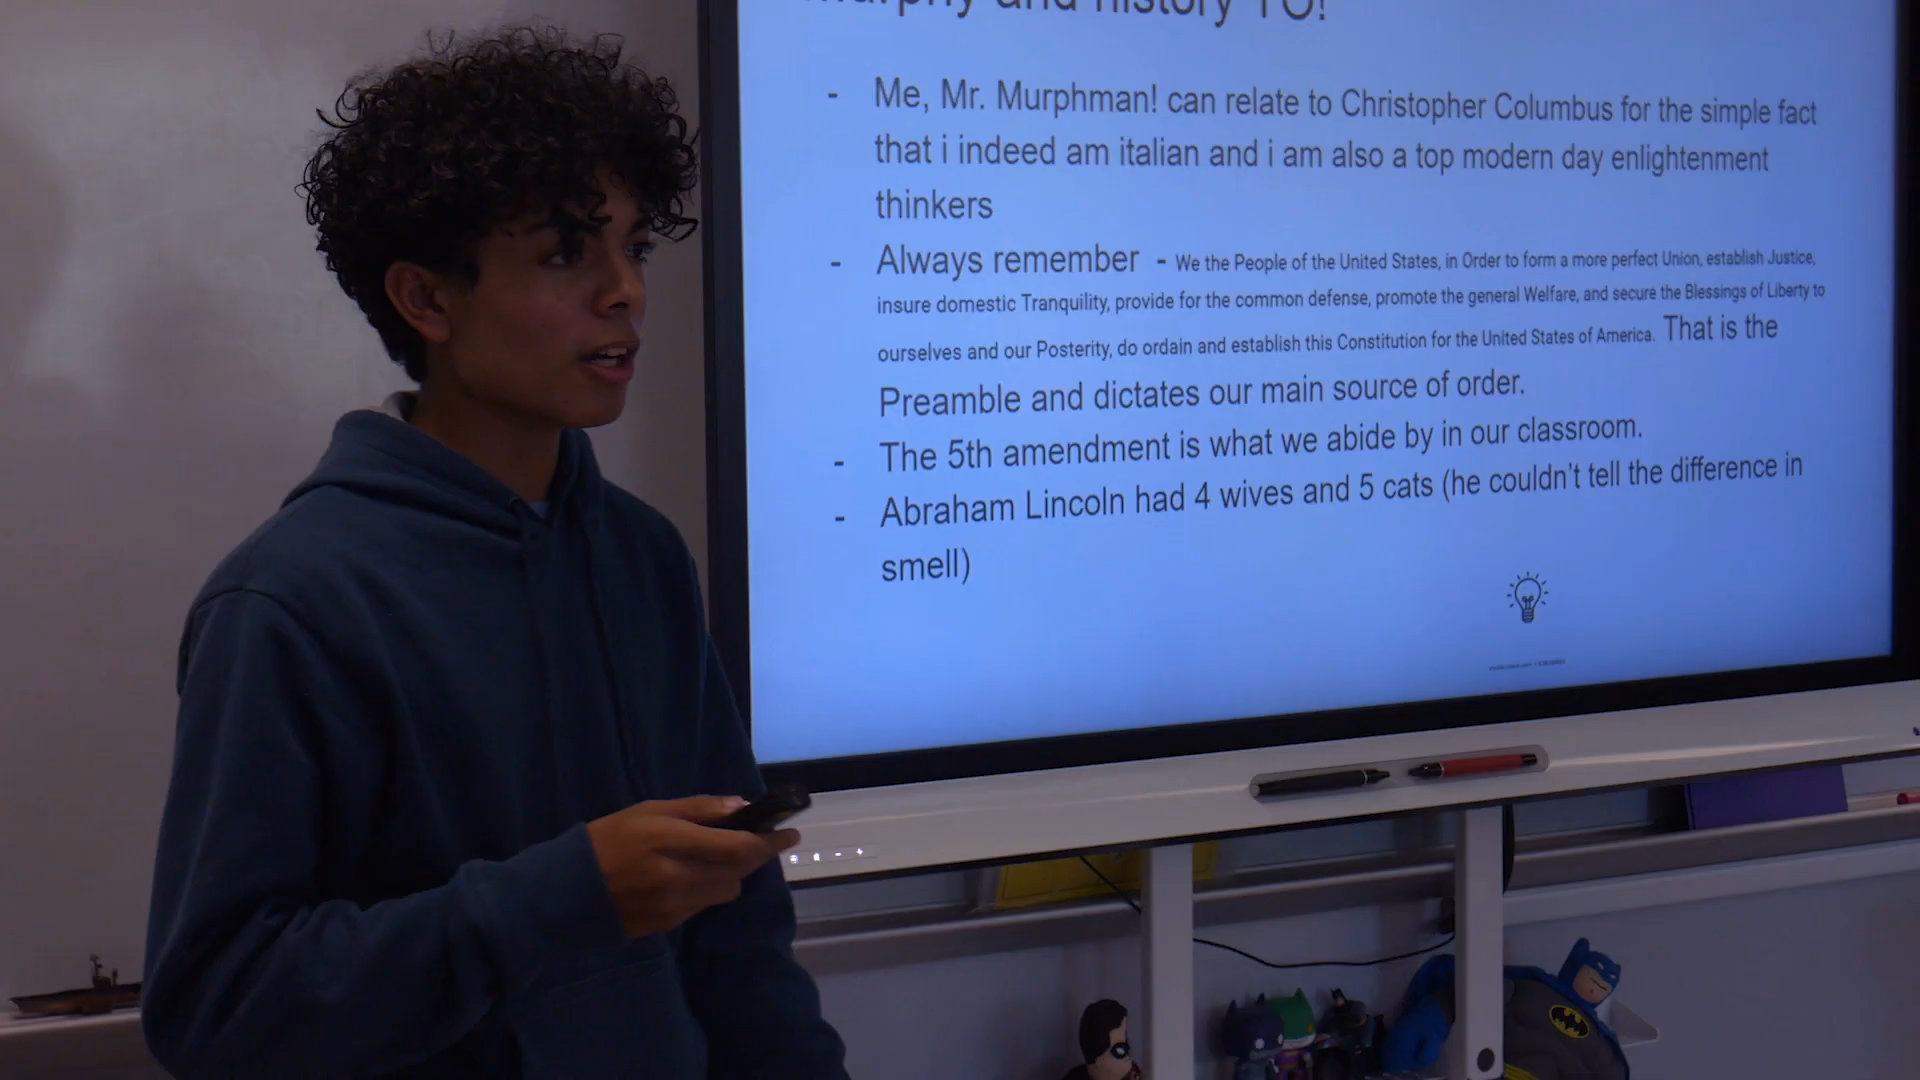 and history TO!
- Me, Mr. Murphman! can relate to Christopher Columbus for the simple fact
that i indeed am italian and i am also a top modern day enlightenment
thinkers
- Always remember - We the People of the United States, in Order to form a more perfect Union, establish Justice,
insure domestic Tranquility, provide for the common defense, promote the general Welfare, and secure the Blessings of Liberty to
ourselves and our Posterity, do ordain and establish this Constitution for the United States of America. That is the
Preamble and dictates our main source of order.
- The 5th amendment is what we abide by in our classroom.
- Abraham Lincoln had 4 wives and 5 cats (he couldn't tell the difference in
smell)